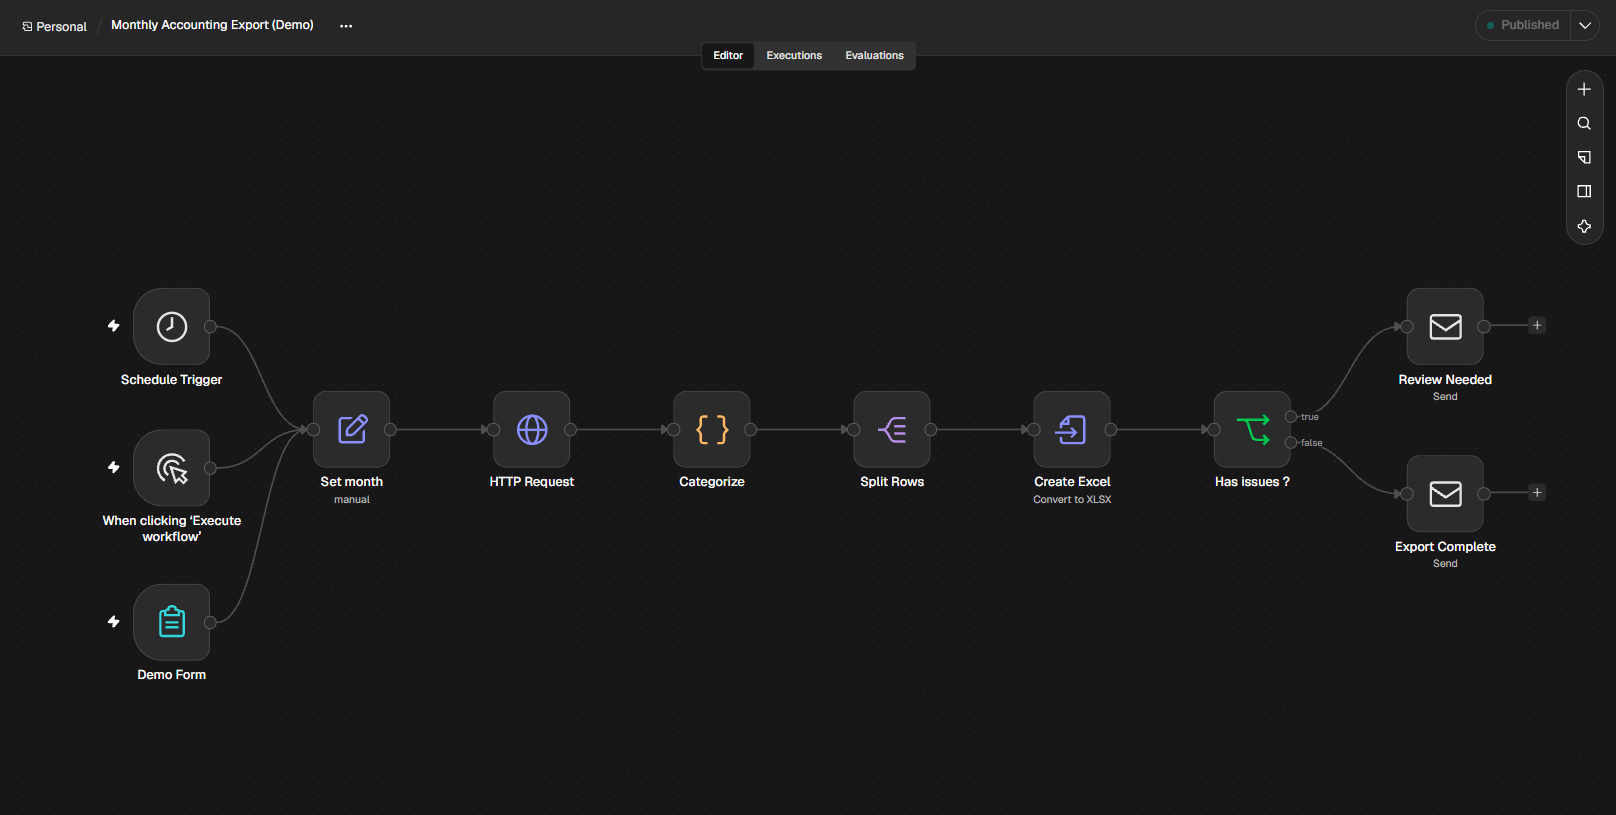 Personal / Monthly Accounting Export (Demo) ...
Published
Editor Executions Evaluations
Schedule Trigger
When clicking ‘Execute
workflow’
Demo Form
Set month
manual
HTTP Request
Categorize
Split Rows
Create Excel
Convert to XLSX
Has issues ?
true
false
Review Needed
Send
Export Complete
Send